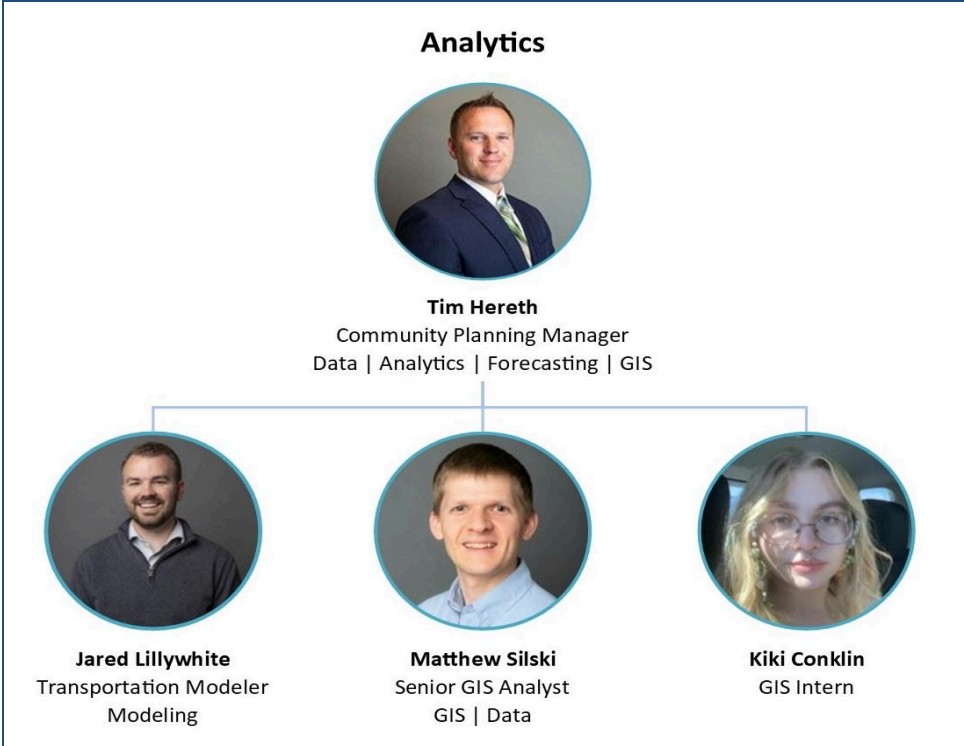 Analytics
Tim Hereth
Community Planning Manager
Data | Analytics | Forecasting | GIS
Jared Lillywhite
Transportation Modeler
Modeling
Matthew Silski
Senior GIS Analyst
GIS | Data
Kiki Conklin
GIS Intern